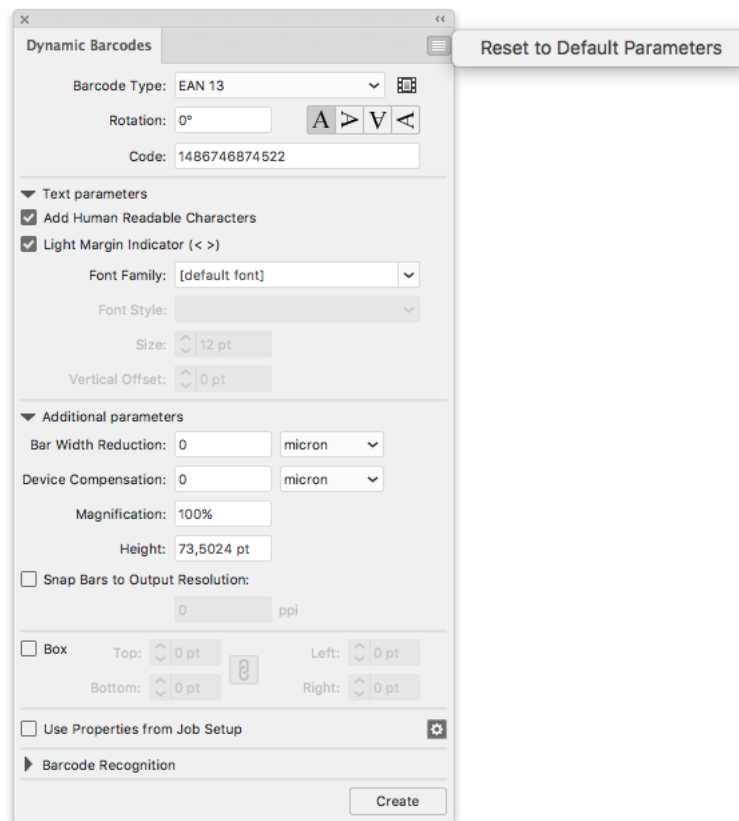 Dynamic Barcodes
Reset to Default Parameters
Barcode Type: EAN 13
Rotation: 0° A A A A
Code: 1486746874522
Text parameters
Add Human Readable Characters
Light Margin Indicator (< >)
Font Family: [default font]
Font Style:
Size: 12 pt
Vertical Offset: 0 pt
Additional parameters
Bar Width Reduction: 0 micron
Device Compensation: 0 micron
Magnification: 100%
Height: 73,5024 pt
Snap Bars to Output Resolution:
0 ppi
Box Top: 0 pt Left: 0 pt
Bottom: 0 pt Right: 0 pt
Use Properties from Job Setup
Barcode Recognition
Create